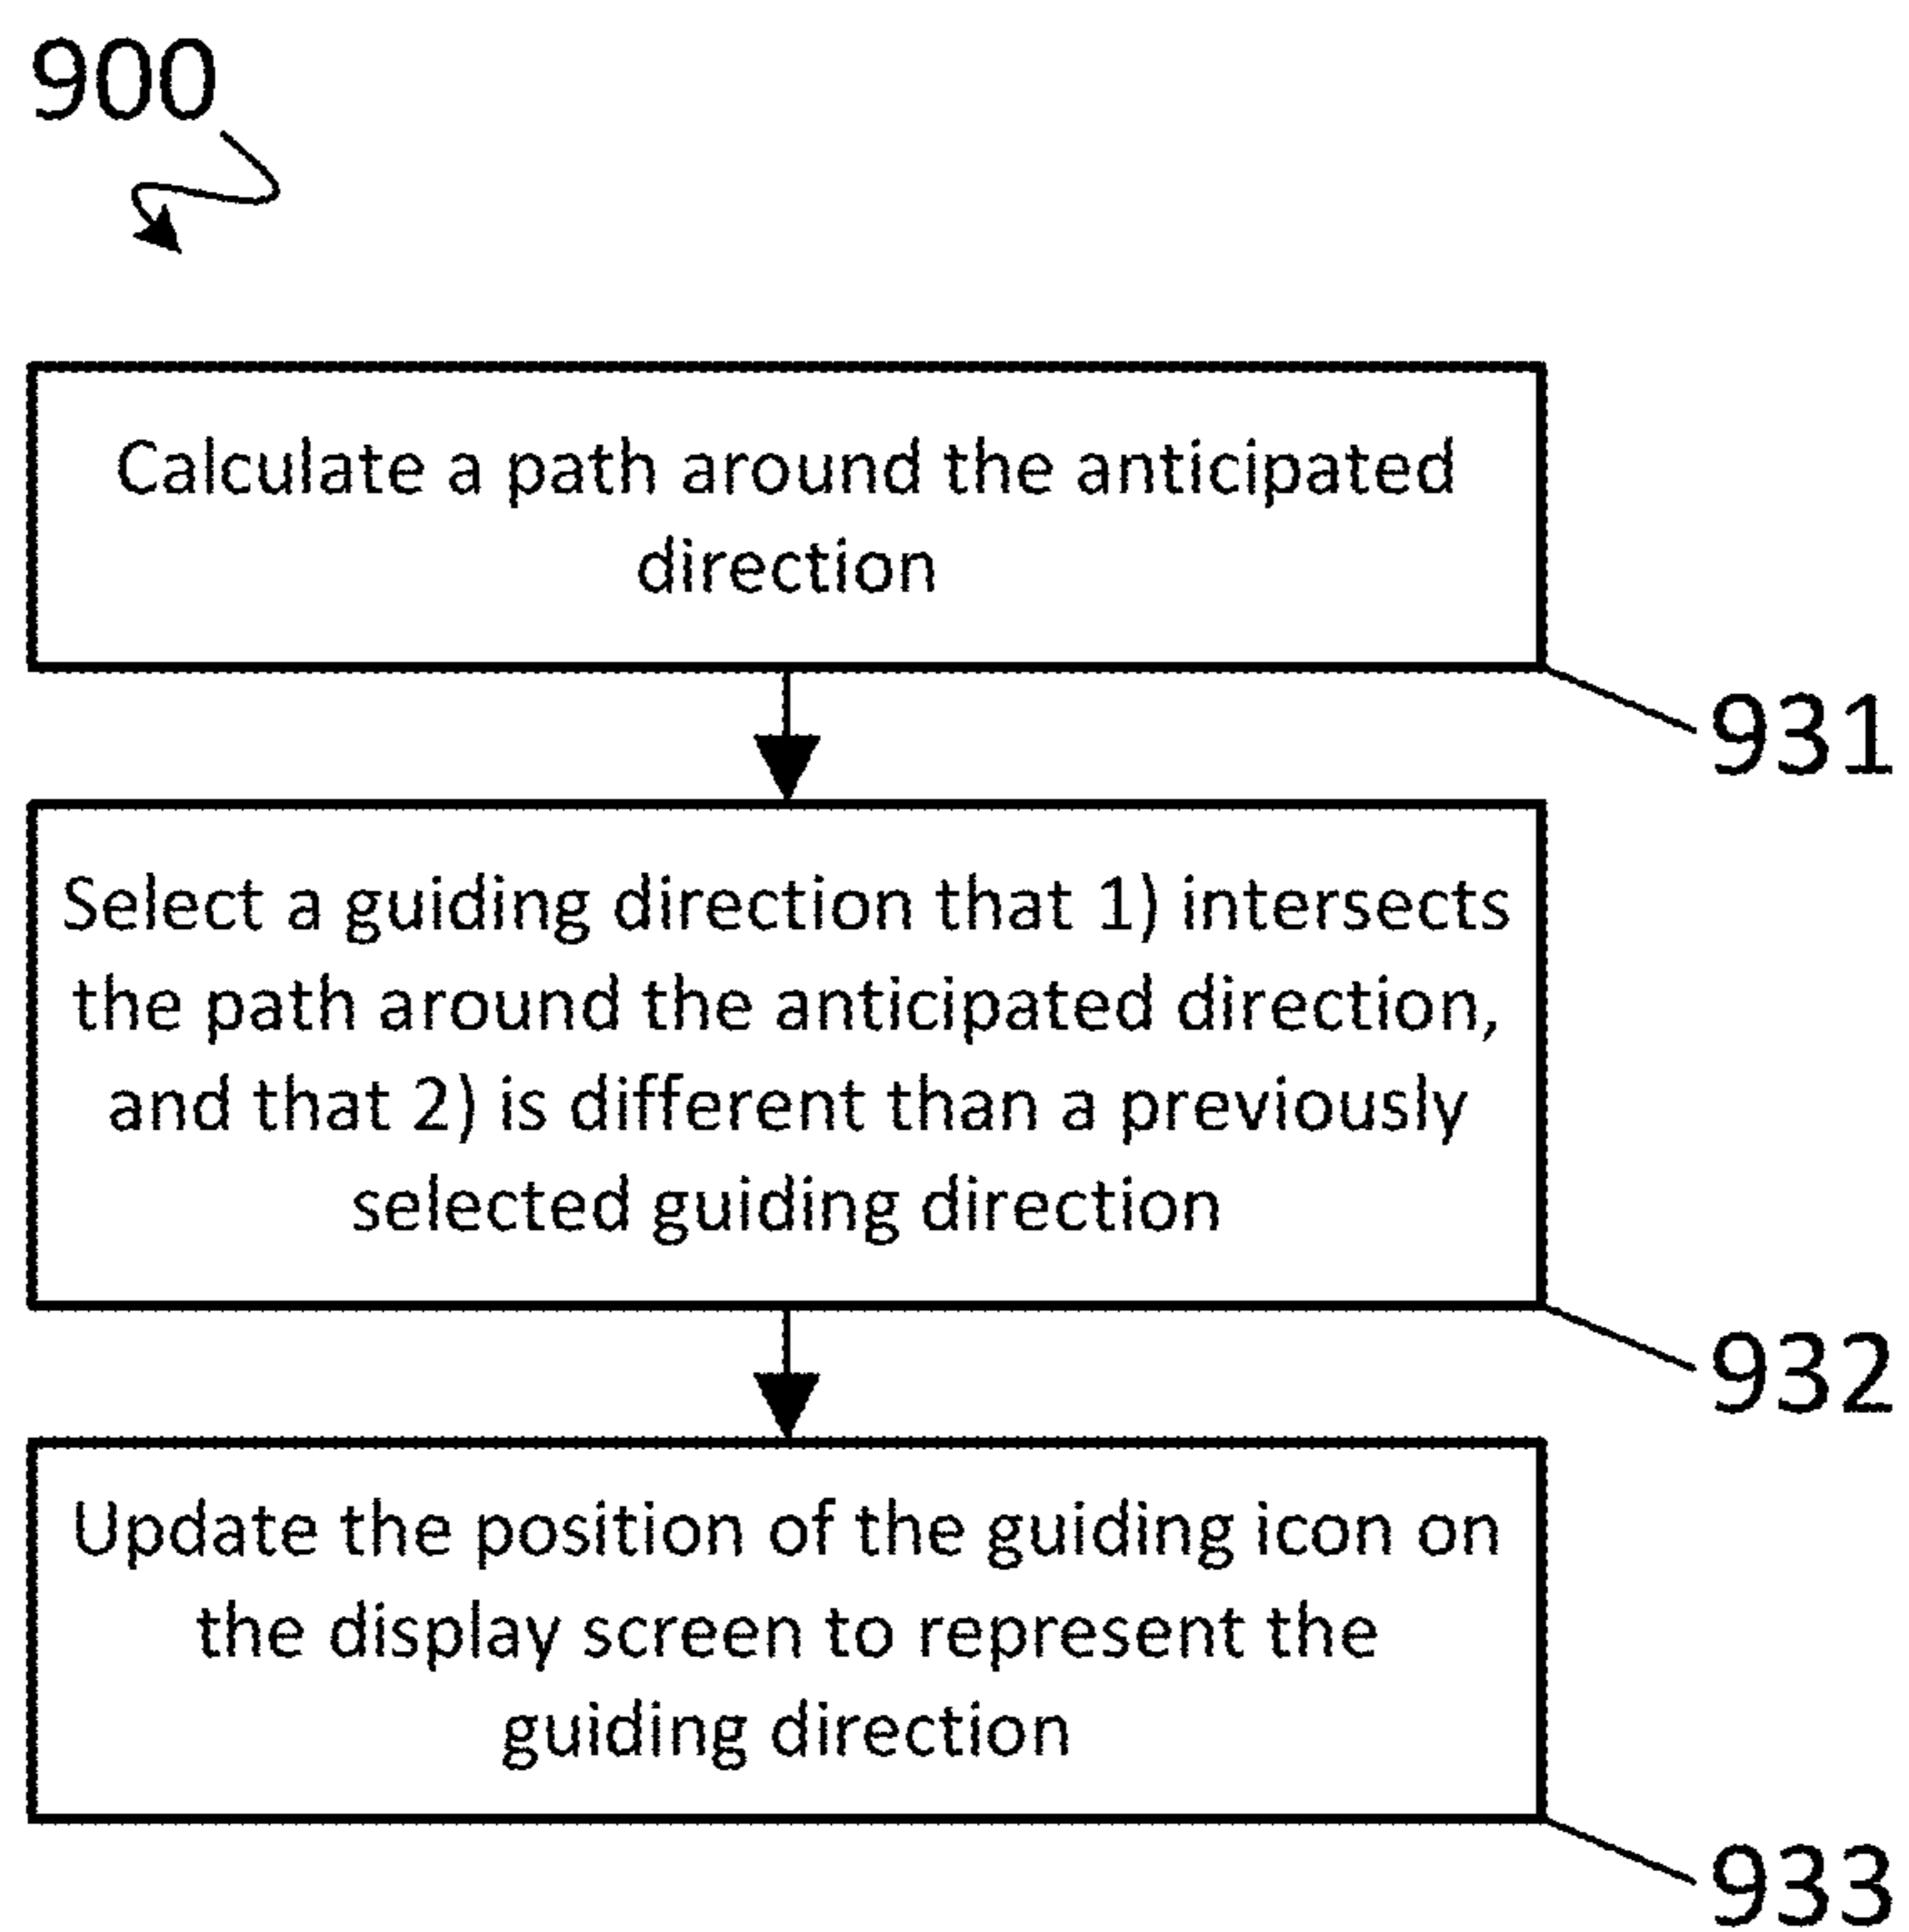 900
Calculate a path around the anticipated
direction
931
Select a guiding direction that 1) intersects
the path around the anticipated direction,
and that 2) is different than a previously
selected guiding direction
932
Update the position of the guiding icon on
the display screen to represent the
guiding direction
933